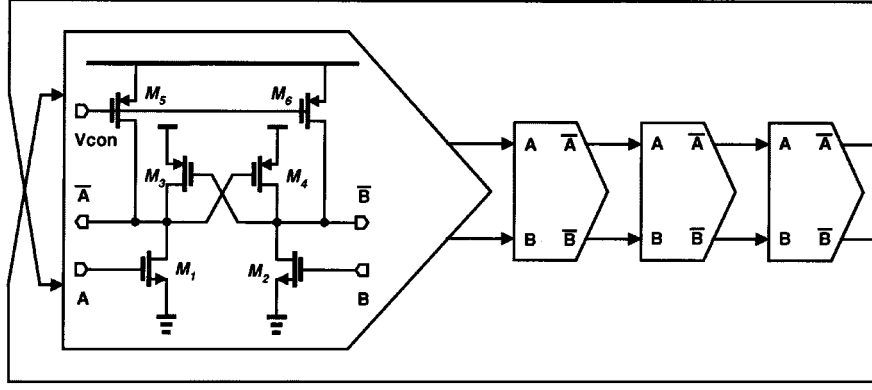 M5 M6
Vcon
M3 M4
A B
M1 M2
A B
A A A A A A
B B B B B B